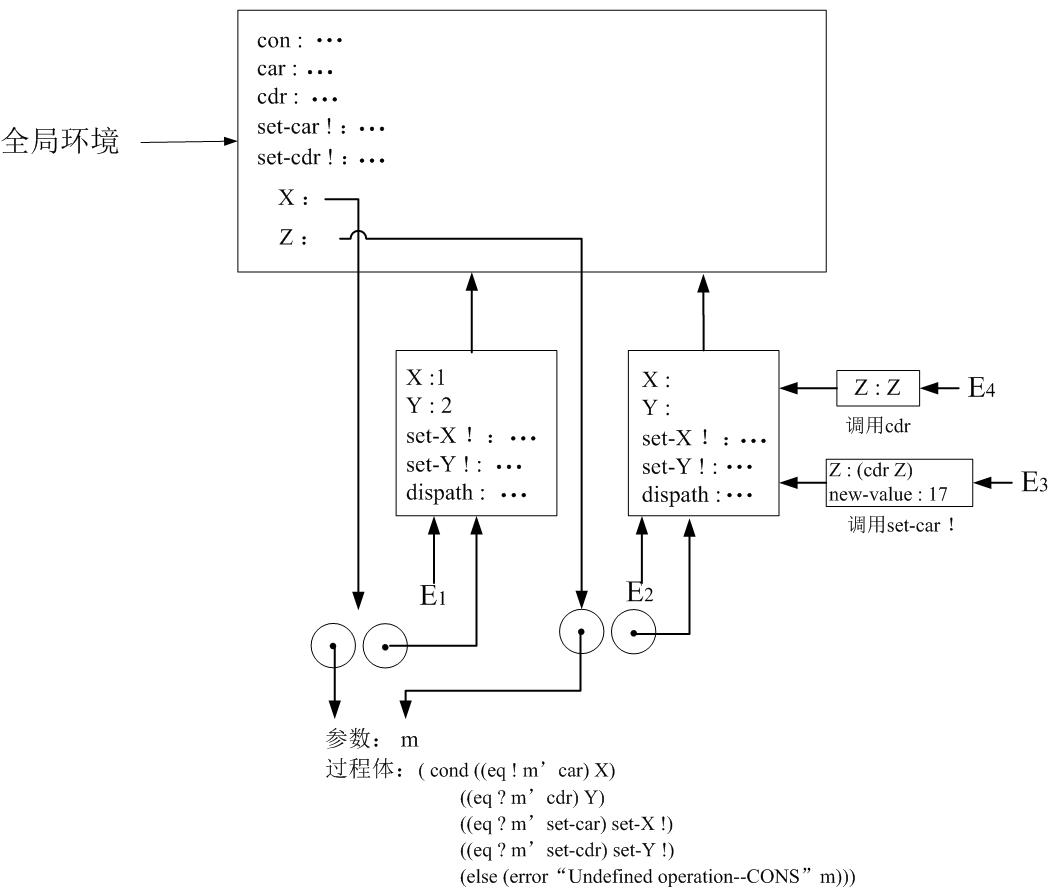 con : •••
car : •••
cdr : •••
全局环境
set-car ! : •••
set-cdr ! : •••
X :
Z :
X :1
Y : 2
set-X ! : •••
set-Y ! : •••
dispath : •••
X :
Y :
set-X ! : •••
set-Y ! : •••
dispath : •••
Z : Z
E4
调用cdr
Z : (cdr Z)
new-value : 17
E3
调用set-car !
E1
E2
参数： m
过程体：( cond ((eq ! m’ car) X)
((eq ? m’ cdr) Y)
((eq ? m’ set-car) set-X !)
((eq ? m’ set-cdr) set-Y !)
(else (error “Undefined operation--CONS” m)))